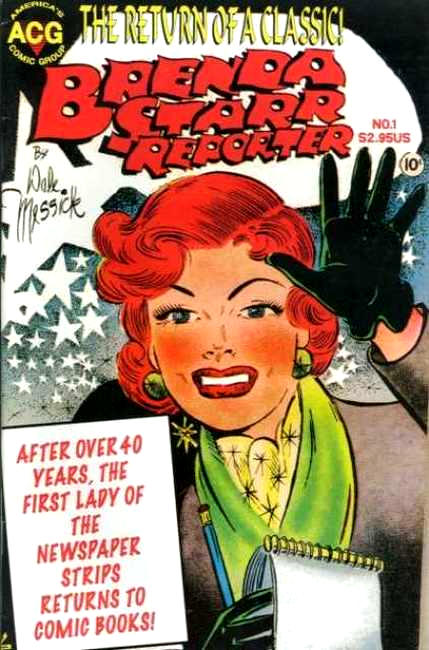 AMERICA'S
ACG
COMIC GROUP
THE RETURN OF A CLASSIC!
BRENDA
STARR
REPORTER
NO.1
$2.95US
10¢
By
Dale
Messick
AFTER OVER 40
YEARS, THE
FIRST LADY OF
THE
NEWSPAPER
STRIPS
RETURNS TO
COMIC BOOKS!